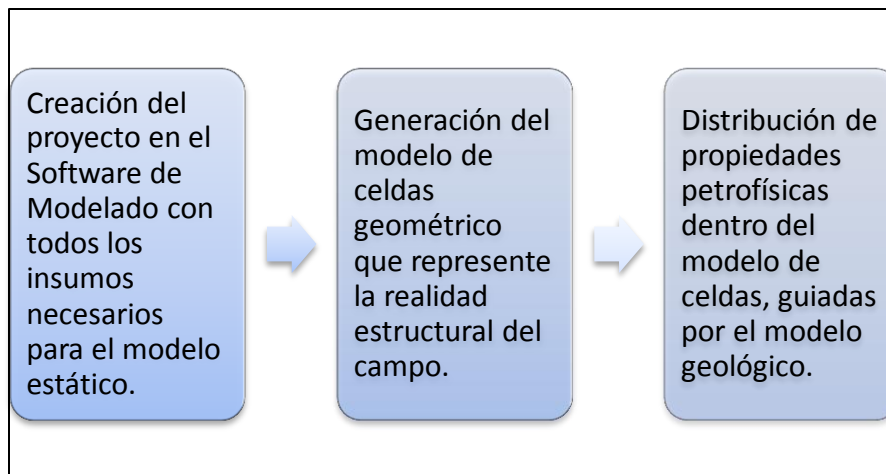 Creación del
proyecto en el
Software de
Modelado con
todos los
insumos
necesarios
para el modelo
estático.
Generación del
modelo de
celdas
geométrico
que represente
la realidad
estructural del
campo.
Distribución de
propiedades
petrofísicas
dentro del
modelo de
celdas, guiadas
por el modelo
geológico.